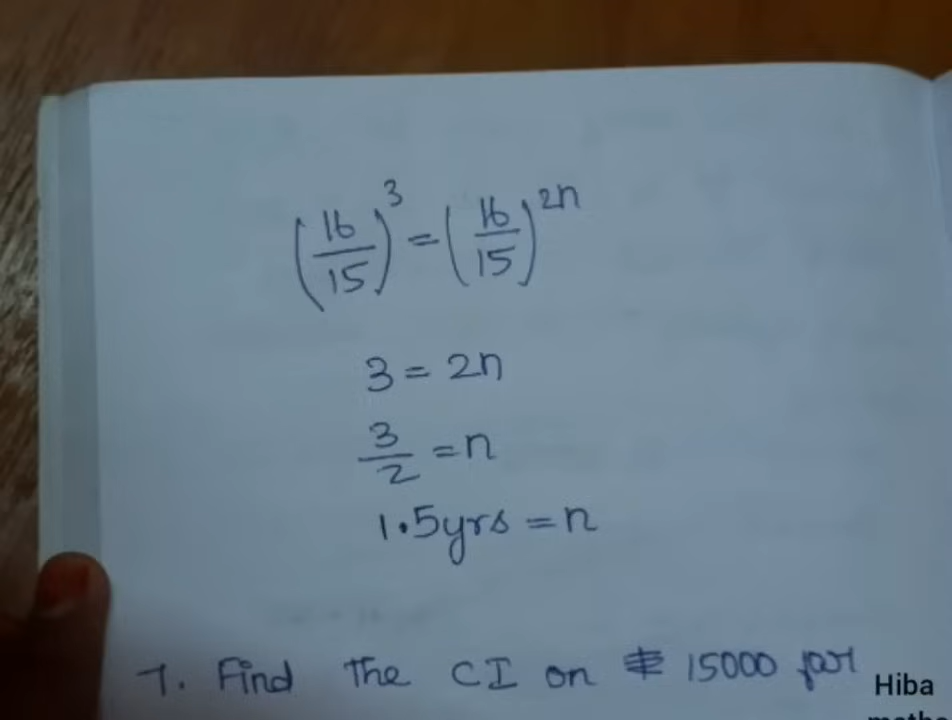 (16/15)^3 = (16/15)^2n
3 = 2n
3/2 = n
1.5yrs = n
7. Find the CI on ₹ 15000 for
Hiba
maths